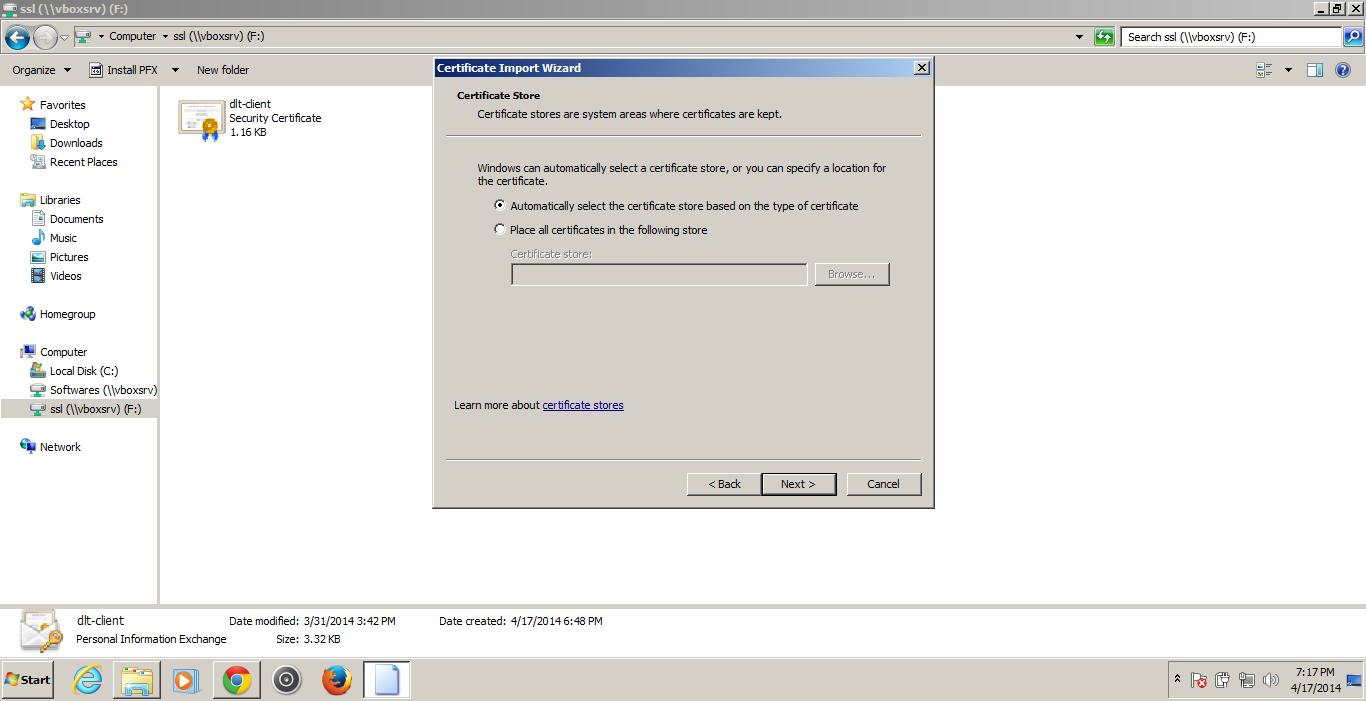 ssl (\\vboxsrv) (F:)
Computer ssl (\\vboxsrv) (F:)
Search ssl (\\vboxsrv) (F:)
Organize Install PFX New folder
Favorites
Desktop
Downloads
Recent Places
Libraries
Documents
Music
Pictures
Videos
Homegroup
Computer
Local Disk (C:)
Softwares (\\vboxsrv)
ssl (\\vboxsrv) (F:)
Network
dlt-client
Security Certificate
1.16 KB
Certificate Import Wizard
Certificate Store
Certificate stores are system areas where certificates are kept.
Windows can automatically select a certificate store, or you can specify a location for
the certificate.
Automatically select the certificate store based on the type of certificate
Place all certificates in the following store
Certificate store:
Browse...
Learn more about certificate stores
< Back Next > Cancel
dlt-client Date modified: 3/31/2014 3:42 PM Date created: 4/17/2014 6:48 PM
Personal Information Exchange Size: 3.32 KB
Start
7:17 PM
4/17/2014